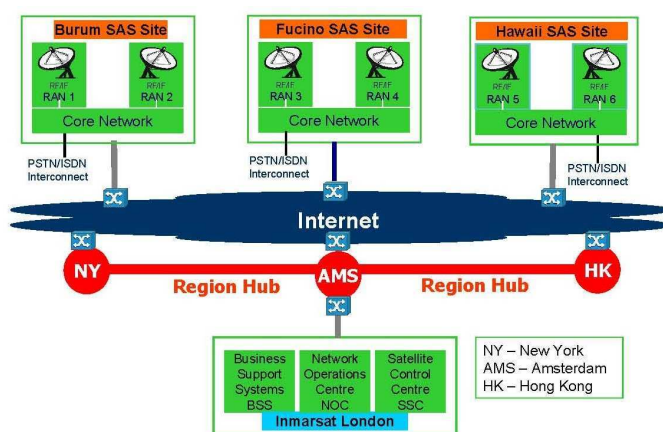 Burum SAS Site
Fucino SAS Site
Hawaii SAS Site
RF/IF
RAN 1
RF/IF
RAN 2
RF/IF
RAN 3
RF/IF
RAN 4
RF/IF
RAN 5
RF/IF
RAN 6
Core Network
Core Network
Core Network
PSTN/ISDN
Interconnect
PSTN/ISDN
Interconnect
PSTN/ISDN
Interconnect
Internet
NY
AMS
HK
Region Hub
Region Hub
Business
Support
Systems
BSS
Network
Operations
Centre
NOC
Satellite
Control
Centre
SSC
Inmarsat London
NY – New York
AMS – Amsterdam
HK – Hong Kong